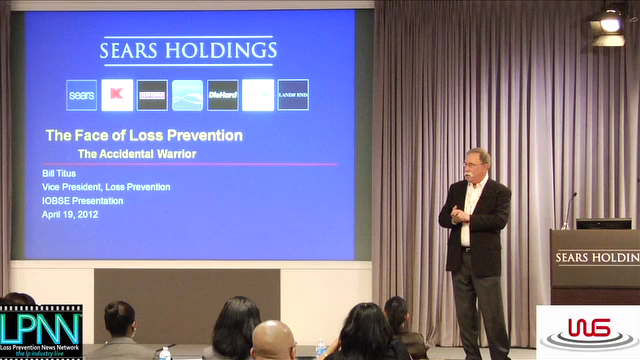 SEARS HOLDINGS
sears
K
DieHard
LANDS' END
The Face of Loss Prevention
The Accidental Warrior
Bill Titus
Vice President, Loss Prevention
IOBSE Presentation
April 19, 2012
SEARS HOLDIN
LPNN
Loss Prevention News Network
the lp industry live